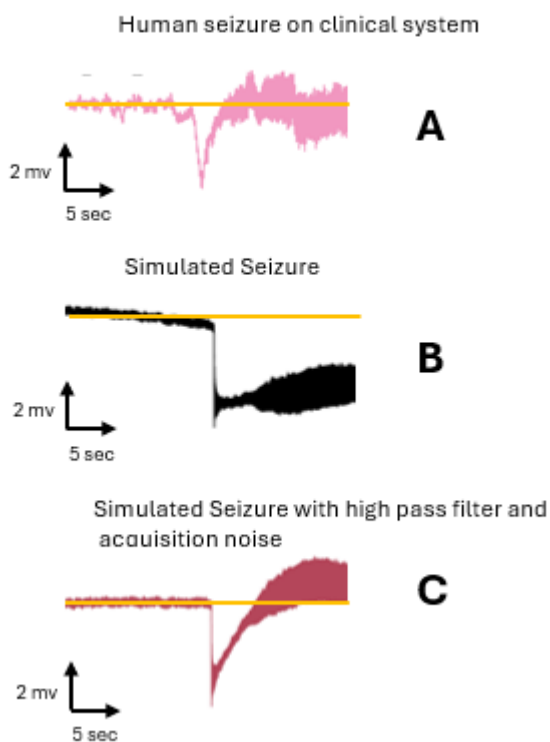 Human seizure on clinical system
A
2 mv
5 sec
Simulated Seizure
B
2 mv
5 sec
Simulated Seizure with high pass filter and
acquisition noise
C
2 mv
5 sec